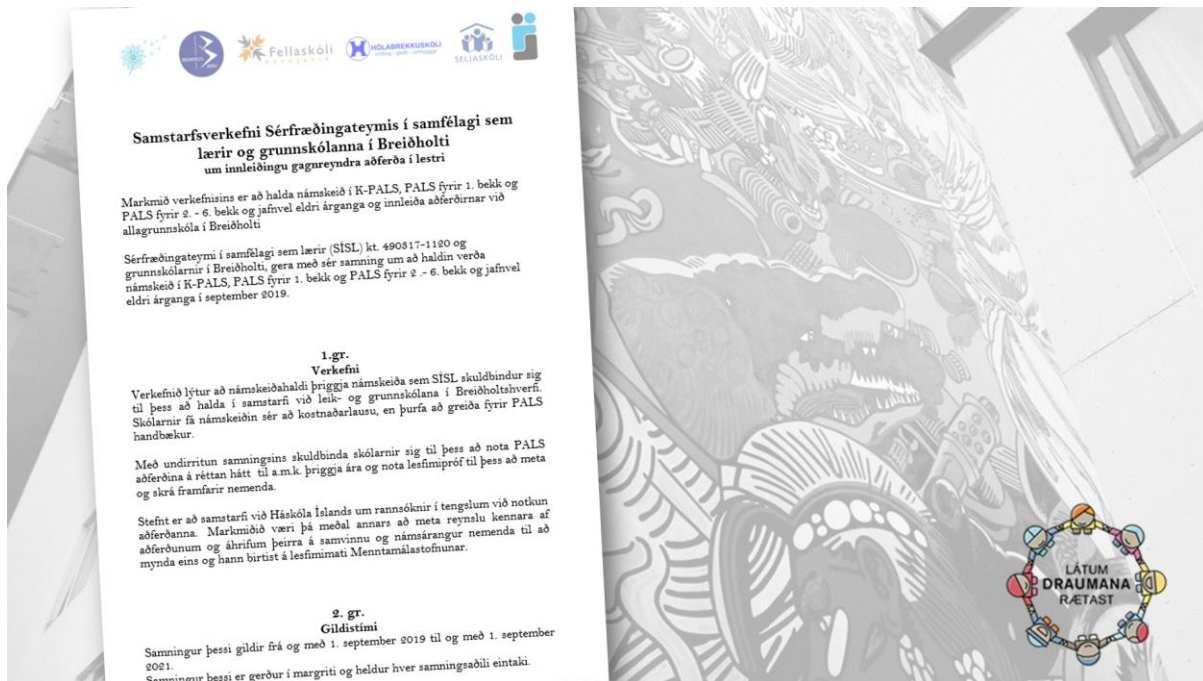 Fellaskóli
HÓLABREKKUSKÓLI
SELJASKÓLI
Samstarfsverkefni Sérfræðingateymis í samfélagi sem
lærir og grunnskólanna í Breiðholti
um innleiðingu gagnreyndra aðferða í lestri
Markmið verkefnisins er að halda námskeið í K-PALS, PALS fyrir 1. bekk og
PALS fyrir 2. - 6. bekk og jafnvel eldri árganga og innleiða aðferðirnar við
allagrunnskóla í Breiðholti
Sérfræðingateymi í samfélagi sem lærir (SÍSL) kt. 490317-1120 og
grunnskólarnir í Breiðholti, gera með sér samning um að haldin verða
námskeið í K-PALS, PALS fyrir 1. bekk og PALS fyrir 2 .- 6. bekk og jafnvel
eldri árganga í september 2019.
1.gr.
Verkefni
Verkefnið lýtur að námskeiðahaldi þriggja námskeiða sem SÍSL skuldbindur sig
til þess að halda í samstarfi við leik- og grunnskólana í Breiðholtshverfi.
Skólarnir fá námskeiðin sér að kostnaðarlausu, en þurfa að greiða fyrir PALS
handbækur.
Með undirritun samningsins skuldbinda skólarnir sig til þess að nota PALS
aðferðina á réttan hátt til a.m.k. þriggja ára og nota lesfimipróf til þess að meta
og skrá framfarir nemenda.
Stefnt er að samstarfi við Háskóla Íslands um rannsóknir í tengslum við notkun
aðferðanna. Markmiðið væri þá meðal annars að meta reynslu kennara af
aðferðunum og áhrifum þeirra á samvinnu og námsárangur nemenda til að
mynda eins og hann birtist á lesfimimati Menntamálastofnunar.
2. gr.
Gildistími
Samningur þessi gildir frá og með 1. september 2019 til og með 1. september
2021.
Samningur þessi er gerður í margriti og heldur hver samningsaðili eintaki.
LÁTUM
DRAUMANA
RÆTAST